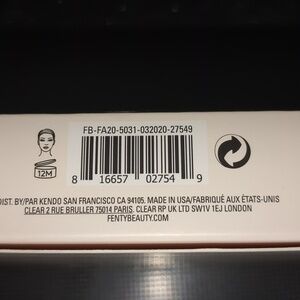 FB-FA20-5031-032020-27549
12M
8 16657 02754 9
DIST. BY/PAR KENDO SAN FRANCISCO CA 94105. MADE IN USA/FABRIQUÉ AUX ÉTATS-UNIS
CLEAR 2 RUE BRULLER 75014 PARIS. CLEAR RP UK LTD SW1V 1EJ LONDON
FENTYBEAUTY.COM